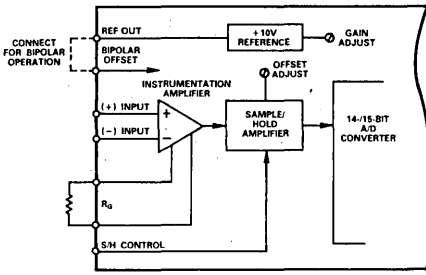 CONNECT
FOR BIPOLAR
OPERATION
REF OUT
BIPOLAR
OFFSET
+10V
REFERENCE
GAIN
ADJUST
OFFSET
ADJUST
INSTRUMENTATION
AMPLIFIER
(+) INPUT
+
(−) INPUT
−
SAMPLE/
HOLD
AMPLIFIER
14-/15-BIT
A/D
CONVERTER
RG
S/H CONTROL